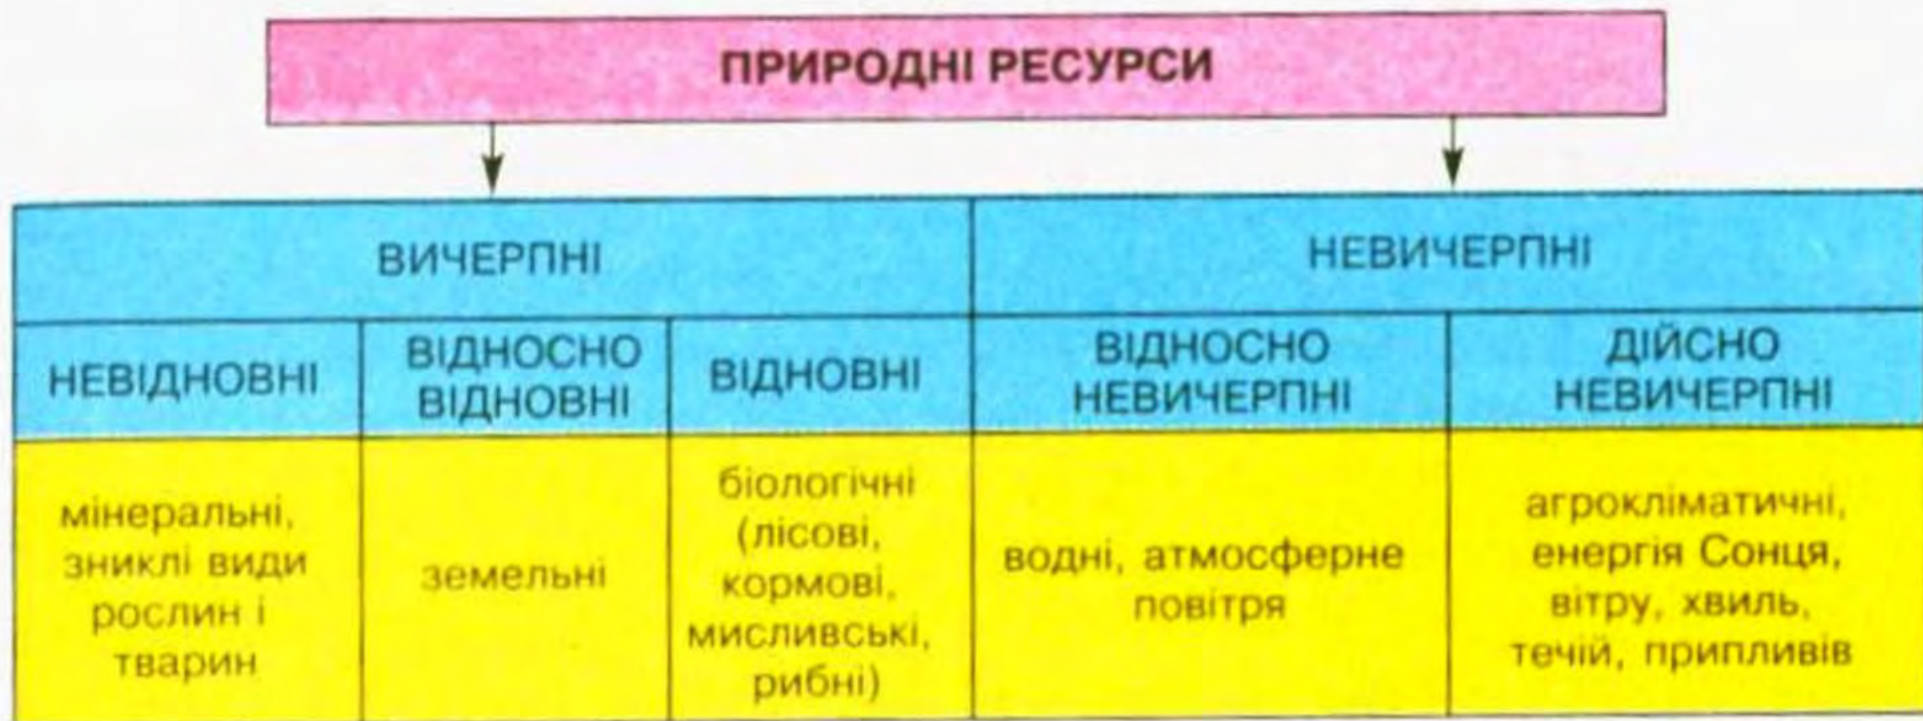 ПРИРОДНІ РЕСУРСИ
ВИЧЕРПНІ
НЕВИЧЕРПНІ
НЕВІДНОВНІ
ВІДНОСНО
ВІДНОВНІ
ВІДНОВНІ
ВІДНОСНО
НЕВИЧЕРПНІ
ДІЙСНО
НЕВИЧЕРПНІ
мінеральні,
зниклі види
рослин і
тварин
земельні
біологічні
(лісові,
кормові,
мисливські,
рибні)
водні, атмосферне
повітря
агрокліматичні,
енергія Сонця,
вітру, хвиль,
течій, припливів